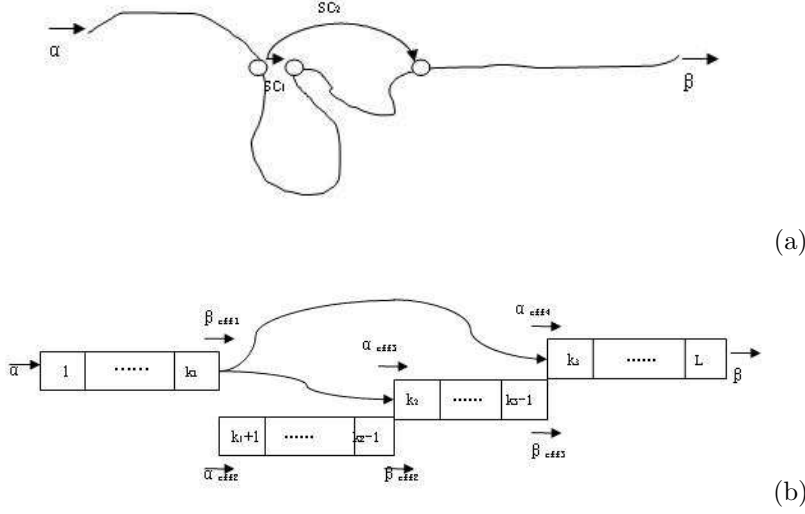 SC₂
α
SC₁
β
(a)
β eff1
α eff4
α eff3
α
1 ...... k₁
k₃ ...... L
β
k₂ ...... k₃-1
k₁+1 ...... k₂-1
α eff2
β eff2
β eff3
(b)